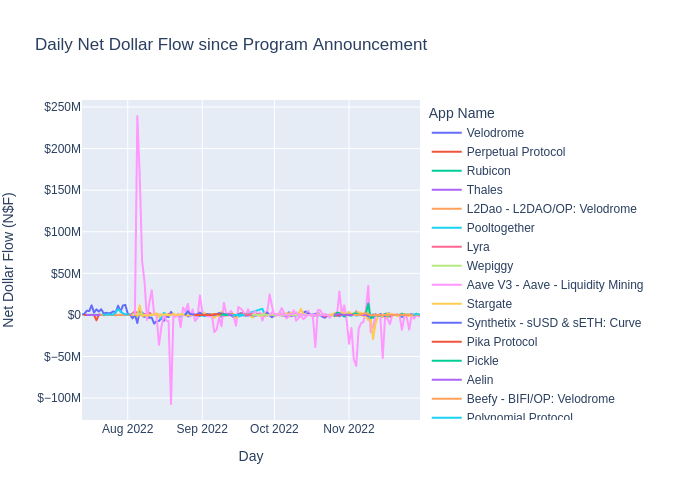 Daily Net Dollar Flow since Program Announcement
Net Dollar Flow (N$F)
$250M
$200M
$150M
$100M
$50M
$0
−$50M
−$100M
Aug 2022
Sep 2022
Oct 2022
Nov 2022
Day
App Name
Velodrome
Perpetual Protocol
Rubicon
Thales
L2Dao - L2DAO/OP: Velodrome
Pooltogether
Lyra
Wepiggy
Aave V3 - Aave - Liquidity Mining
Stargate
Synthetix - sUSD & sETH: Curve
Pika Protocol
Pickle
Aelin
Beefy - BIFI/OP: Velodrome
Polynomial Protocol